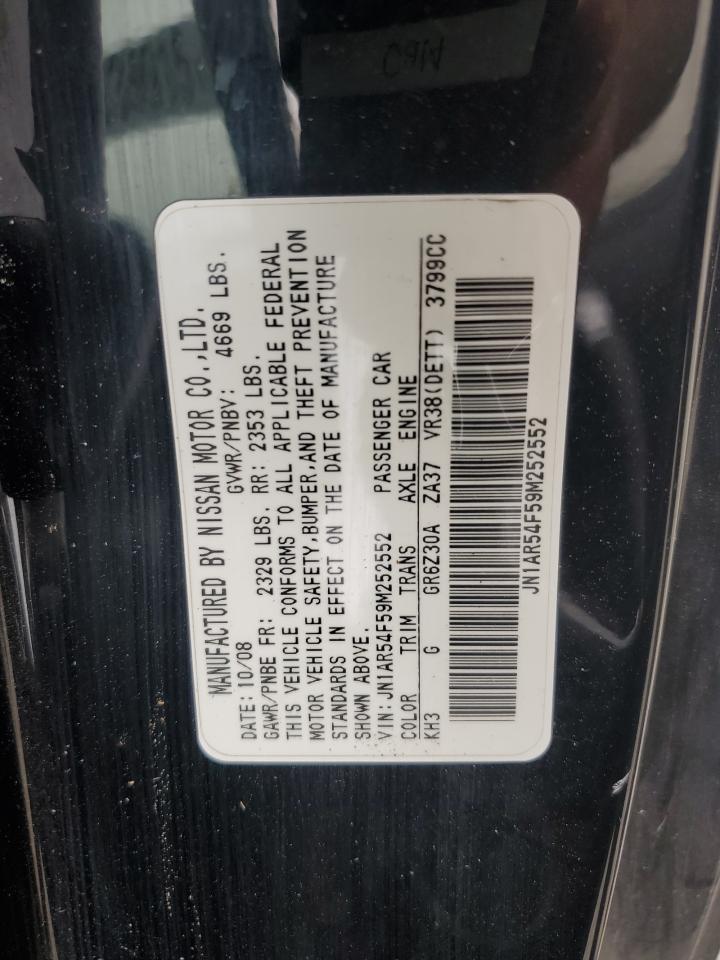 MANUFACTURED BY NISSAN MOTOR CO.,LTD.
DATE:10/08 GVWR/PNBV: 4669 LBS.
GAWR/PNBE FR: 2329 LBS. RR: 2353 LBS.
THIS VEHICLE CONFORMS TO ALL APPLICABLE FEDERAL
MOTOR VEHICLE SAFETY,BUMPER,AND THEFT PREVENTION
STANDARDS IN EFFECT ON THE DATE OF MANUFACTURE
SHOWN ABOVE.
VIN:JN1AR54F59M252552 PASSENGER CAR
COLOR TRIM TRANS AXLE ENGINE
KH3 G GR6Z30A ZA37 VR38(DETT) 3799CC
JN1AR54F59M252552